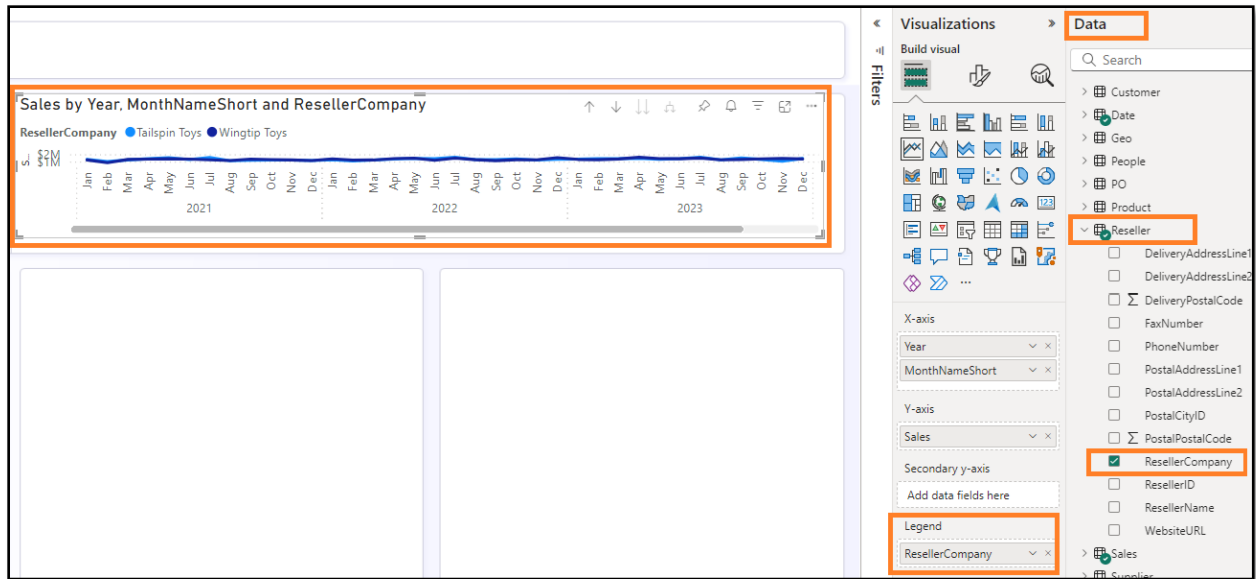 Sales by Year, MonthNameShort and ResellerCompany
ResellerCompany Tailspin Toys Wingtip Toys
$2M
$1M
Jan Feb Mar Apr May Jun Jul Aug Sep Oct Nov Dec Jan Feb Mar Apr May Jun Jul Aug Sep Oct Nov Dec Jan Feb Mar Apr May Jun Jul Aug Sep Oct Nov Dec
2021 2022 2023
Filters
Visualizations
Build visual
123
X-axis
Year
MonthNameShort
Y-axis
Sales
Secondary y-axis
Add data fields here
Legend
ResellerCompany
Data
Search
Customer
Date
Geo
People
PO
Product
Reseller
DeliveryAddressLine1
DeliveryAddressLine2
DeliveryPostalCode
FaxNumber
PhoneNumber
PostalAddressLine1
PostalAddressLine2
PostalCityID
PostalPostalCode
ResellerCompany
ResellerID
ResellerName
WebsiteURL
Sales
Supplier